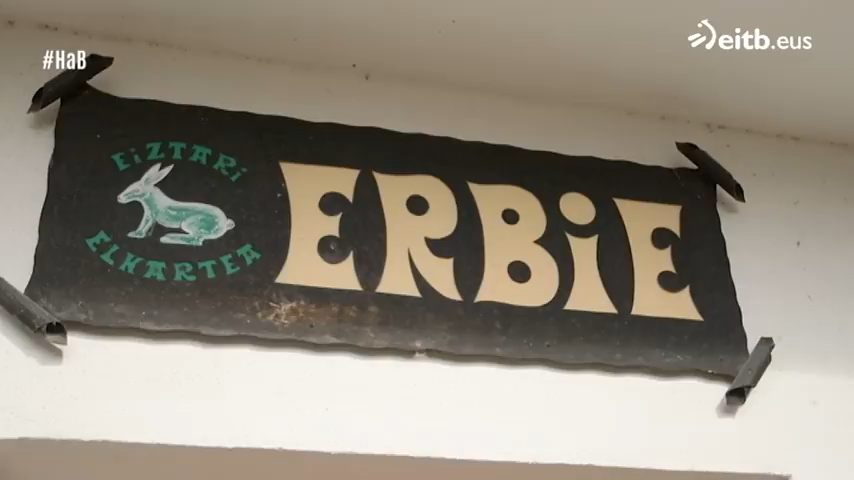 #HaB
eitb.eus
EiZTARi
ELKARTEA
ERBiE